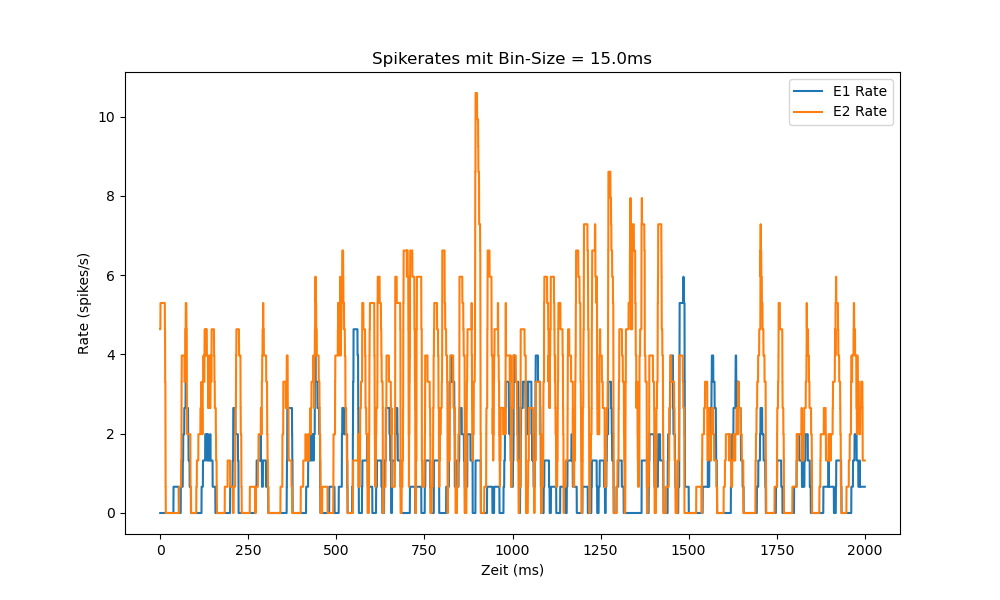 Spikerates mit Bin-Size = 15.0ms
E1 Rate
E2 Rate
Rate (spikes/s)
10
8
6
4
2
0
0 250 500 750 1000 1250 1500 1750 2000
Zeit (ms)